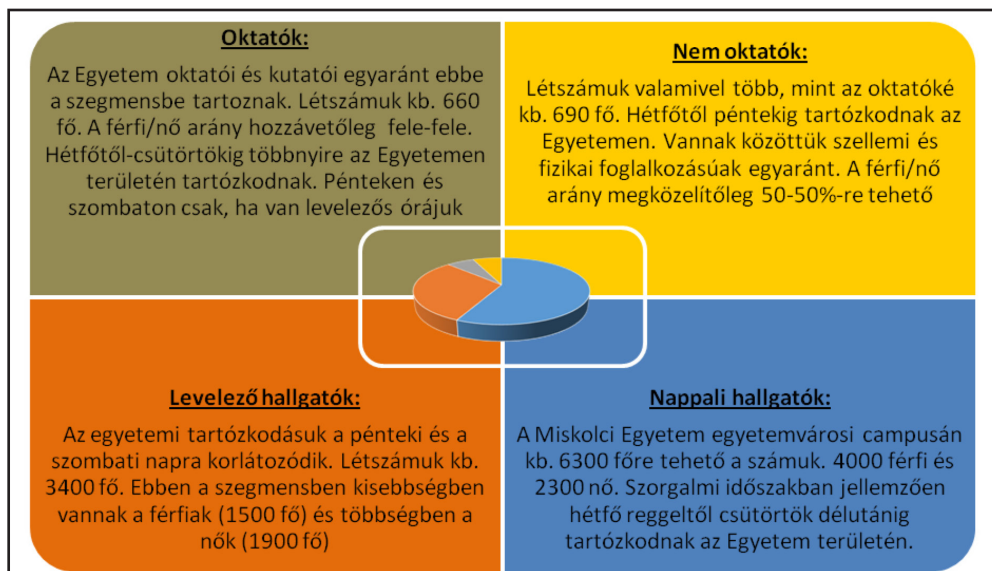 Oktatók:
Az Egyetem oktatói és kutatói egyaránt ebbe
a szegmensbe tartoznak. Létszámuk kb. 660
fő. A férfi/nő arány hozzávetőleg fele-fele.
Hétfőtől-csütörtökig többnyire az Egyetemen
területén tartózkodnak. Pénteken és
szombaton csak, ha van levelezős órájuk
Nem oktatók:
Létszámuk valamivel több, mint az oktatóké
kb. 690 fő. Hétfőtől péntekig tartózkodnak az
Egyetemen. Vannak közöttük szellemi és
fizikai foglalkozásúak egyaránt. A férfi/nő
arány megközelítőleg 50-50%-re tehető
Levelező hallgatók:
Az egyetemi tartózkodásuk a pénteki és a
szombati napra korlátozódik. Létszámuk kb.
3400 fő. Ebben a szegmensben kisebbségben
vannak a férfiak (1500 fő) és többségben a
nők (1900 fő)
Nappali hallgatók:
A Miskolci Egyetem egyetemvárosi campusán
kb. 6300 főre tehető a számuk. 4000 férfi és
2300 nő. Szorgalmi időszakban jellemzően
hétfő reggeltől csütörtök délutánig
tartózkodnak az Egyetem területén.